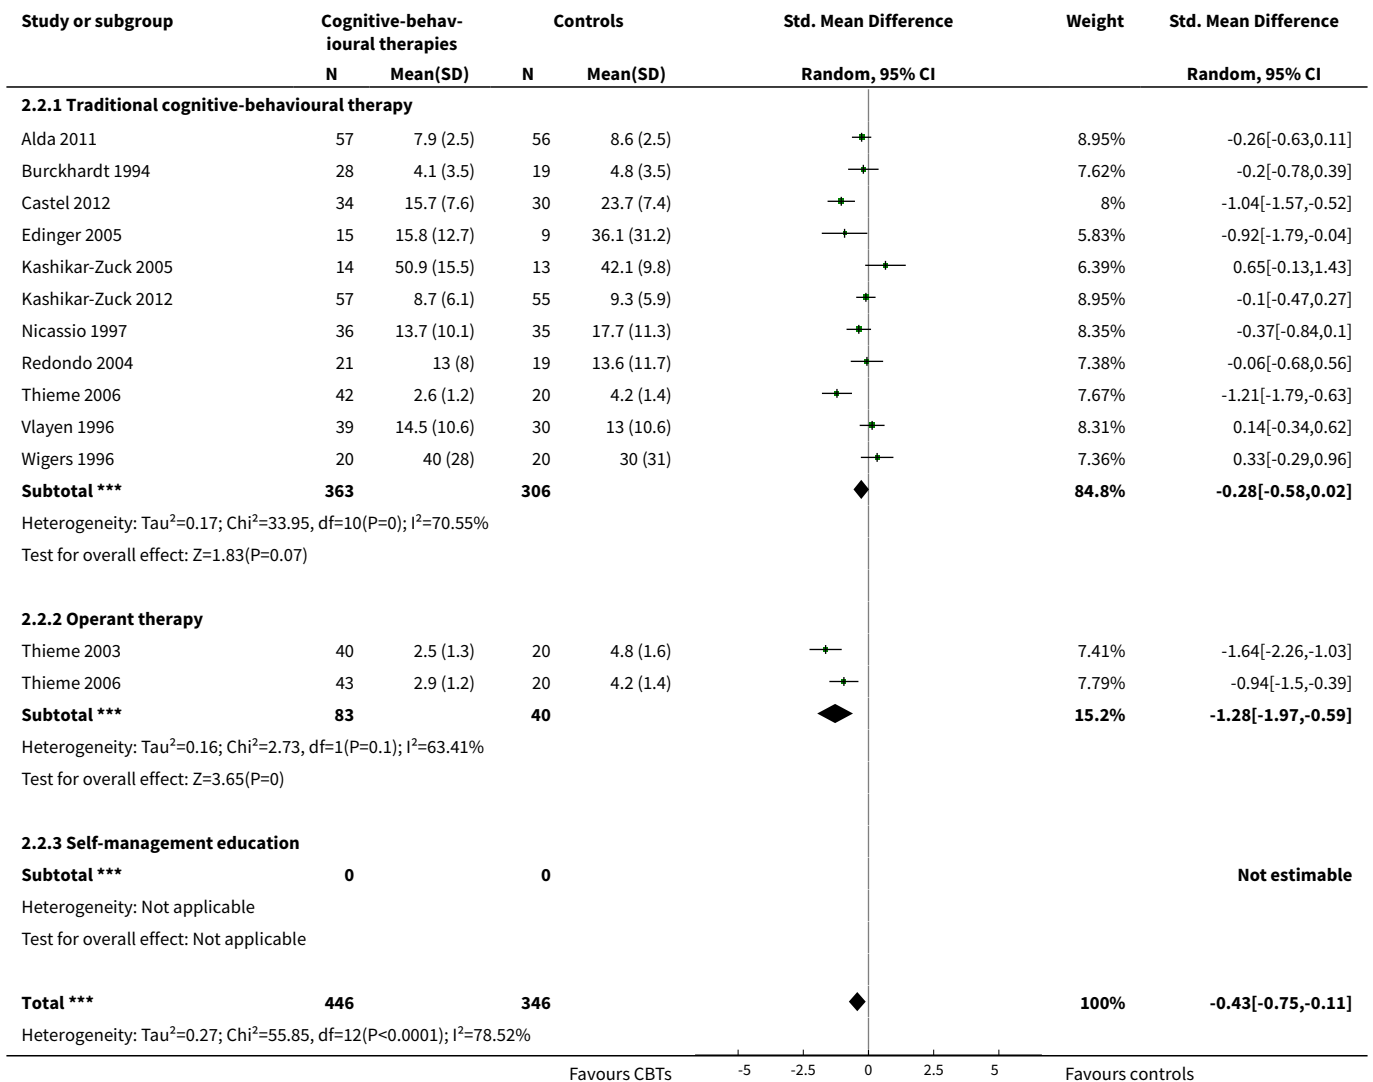 Study or subgroup Cognitive-behav- Controls Std. Mean Difference Weight Std. Mean Difference
ioural therapies
N Mean(SD) N Mean(SD) Random, 95% CI Random, 95% CI
2.2.1 Traditional cognitive-behavioural therapy
Alda 2011 57 7.9 (2.5) 56 8.6 (2.5) 8.95% -0.26[-0.63,0.11]
Burckhardt 1994 28 4.1 (3.5) 19 4.8 (3.5) 7.62% -0.2[-0.78,0.39]
Castel 2012 34 15.7 (7.6) 30 23.7 (7.4) 8% -1.04[-1.57,-0.52]
Edinger 2005 15 15.8 (12.7) 9 36.1 (31.2) 5.83% -0.92[-1.79,-0.04]
Kashikar-Zuck 2005 14 50.9 (15.5) 13 42.1 (9.8) 6.39% 0.65[-0.13,1.43]
Kashikar-Zuck 2012 57 8.7 (6.1) 55 9.3 (5.9) 8.95% -0.1[-0.47,0.27]
Nicassio 1997 36 13.7 (10.1) 35 17.7 (11.3) 8.35% -0.37[-0.84,0.1]
Redondo 2004 21 13 (8) 19 13.6 (11.7) 7.38% -0.06[-0.68,0.56]
Thieme 2006 42 2.6 (1.2) 20 4.2 (1.4) 7.67% -1.21[-1.79,-0.63]
Vlayen 1996 39 14.5 (10.6) 30 13 (10.6) 8.31% 0.14[-0.34,0.62]
Wigers 1996 20 40 (28) 20 30 (31) 7.36% 0.33[-0.29,0.96]
Subtotal *** 363 306 84.8% -0.28[-0.58,0.02]
Heterogeneity: Tau²=0.17; Chi²=33.95, df=10(P=0); I²=70.55%
Test for overall effect: Z=1.83(P=0.07)
2.2.2 Operant therapy
Thieme 2003 40 2.5 (1.3) 20 4.8 (1.6) 7.41% -1.64[-2.26,-1.03]
Thieme 2006 43 2.9 (1.2) 20 4.2 (1.4) 7.79% -0.94[-1.5,-0.39]
Subtotal *** 83 40 15.2% -1.28[-1.97,-0.59]
Heterogeneity: Tau²=0.16; Chi²=2.73, df=1(P=0.1); I²=63.41%
Test for overall effect: Z=3.65(P=0)
2.2.3 Self-management education
Subtotal *** 0 0 Not estimable
Heterogeneity: Not applicable
Test for overall effect: Not applicable
Total *** 446 346 100% -0.43[-0.75,-0.11]
Heterogeneity: Tau²=0.27; Chi²=55.85, df=12(P<0.0001); I²=78.52%
Favours CBTs -5 -2.5 0 2.5 5 Favours controls